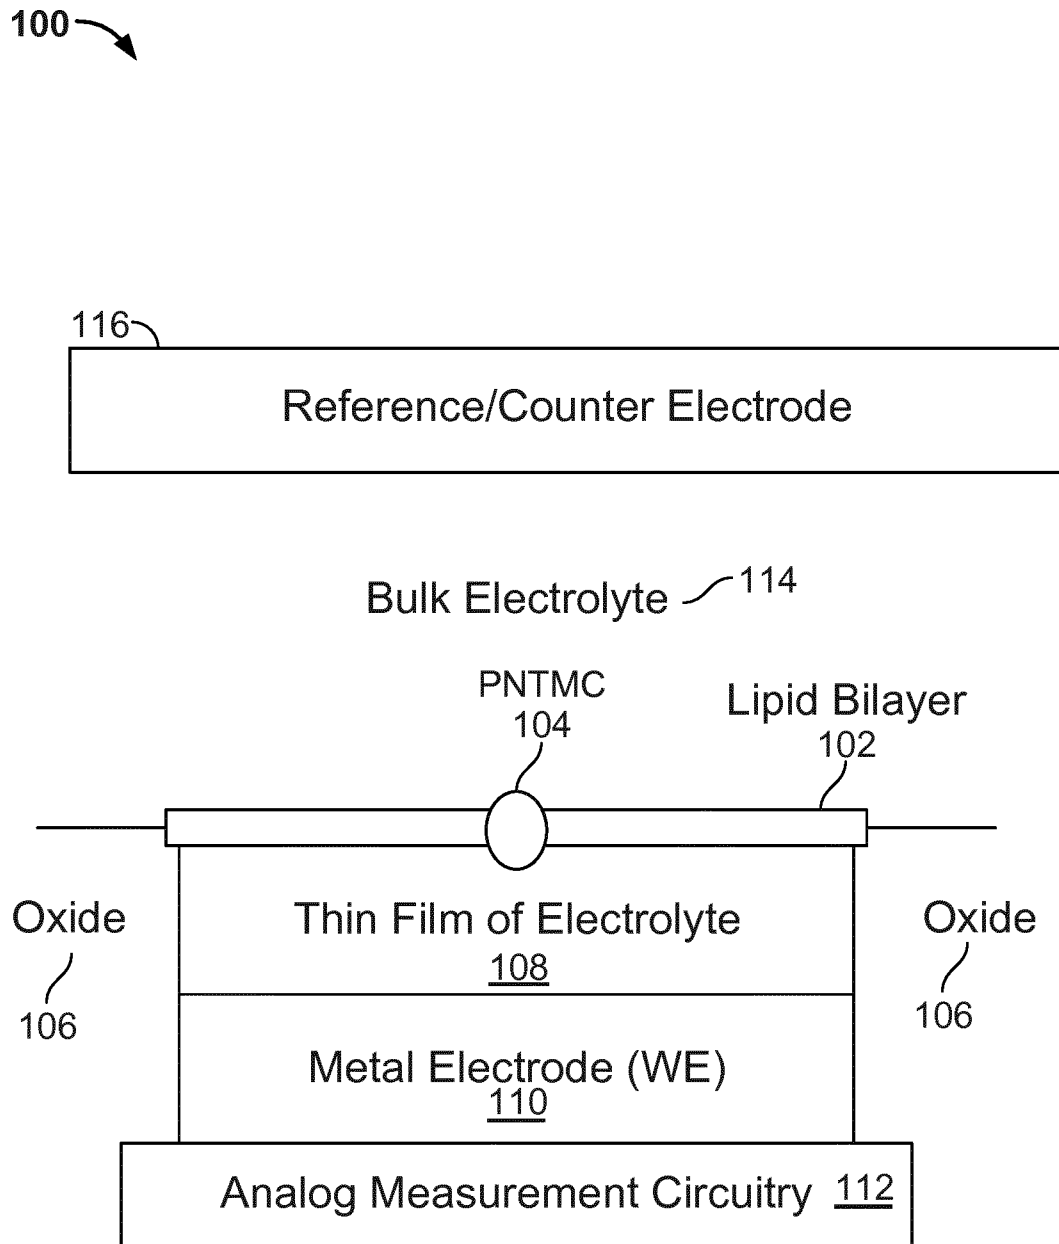 100
116
Reference/Counter Electrode
Bulk Electrolyte 114
PNTMC
104
Lipid Bilayer
102
Oxide
106
Thin Film of Electrolyte
108
Oxide
106
Metal Electrode (WE)
110
Analog Measurement Circuitry 112